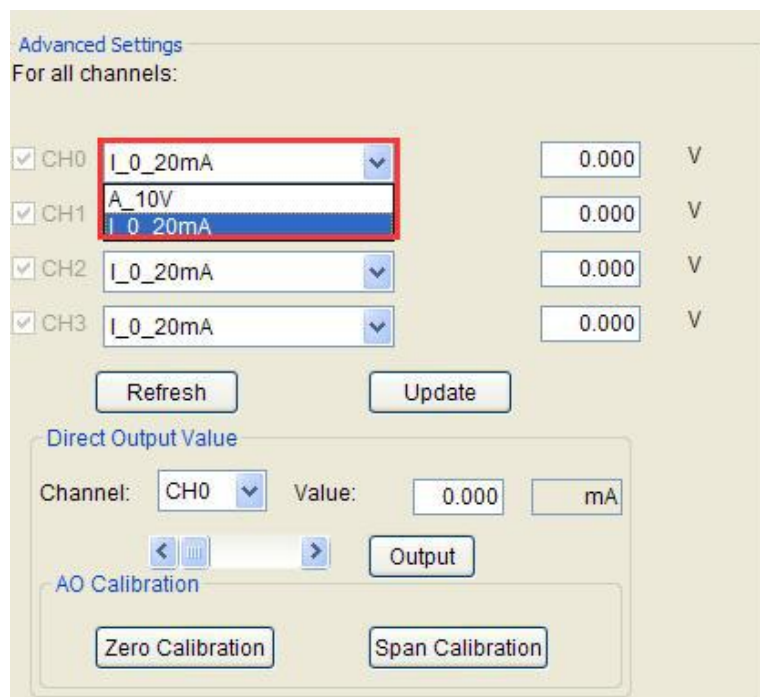 Advanced Settings
For all channels:
CH0 I_0_20mA 0.000 V
A_10V
CH1 I_0_20mA 0.000 V
CH2 I_0_20mA 0.000 V
CH3 I_0_20mA 0.000 V
Refresh Update
Direct Output Value
Channel: CH0 Value: 0.000 mA
Output
AO Calibration
Zero Calibration Span Calibration